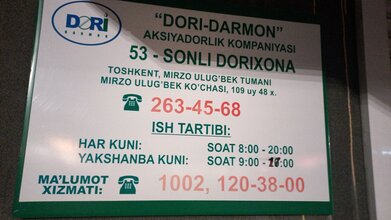 DORI
DARMON
"DORI-DARMON"
AKSIYADORLIK KOMPANIYASI
53 - SONLI DORIXONA
TOSHKENT, MIRZO ULUG'BEK TUMANI
MIRZO ULUG'BEK KO'CHASI, 109 uy 48 x.
263-45-68
ISH TARTIBI:
HAR KUNI: SOAT 8:00 - 20:00
YAKSHANBA KUNI: SOAT 9:00 -
MA'LUMOT
XIZMATI: 1002, 120-38-00